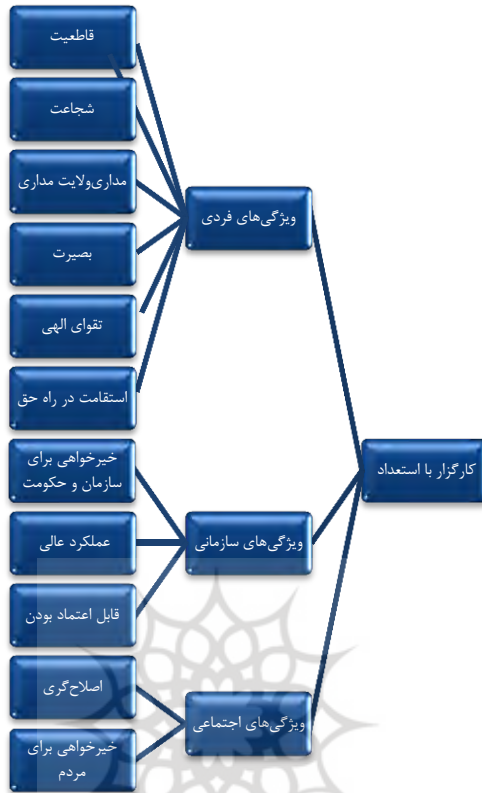 کارگزار با استعداد
ویژگی‌های فردی
قاطعیت
شجاعت
مداری‌ولایت مداری
بصیرت
تقوای الهی
استقامت در راه حق
ویژگی‌های سازمانی
خیرخواهی برای
سازمان و حکومت
عملکرد عالی
قابل اعتماد بودن
ویژگی‌های اجتماعی
اصلاح‌گری
خیرخواهی برای
مردم